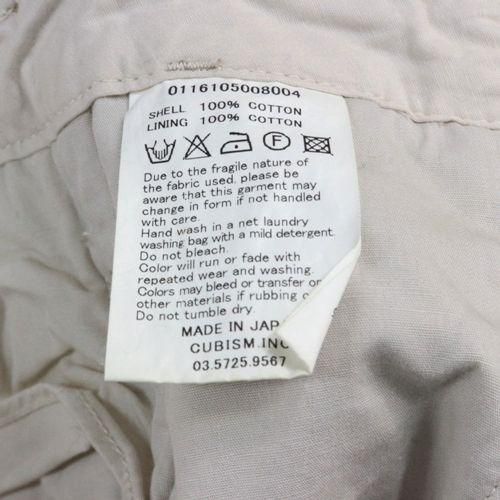 0116105008004
SHELL 100% COTTON
LINING 100% COTTON
F
Due to the fragile nature of
the fabric used, please be
aware that this garment may
change in form if not handled
with care.
Hand wash in a net laundry
washing bag with a mild detergent.
Do not bleach.
Color will run or fade with
repeated wear and washing.
Colors may bleed or transfer on
other materials if rubbing
Do not tumble dry.
MADE IN JAP
CUBISM.INC
03.5725.9567